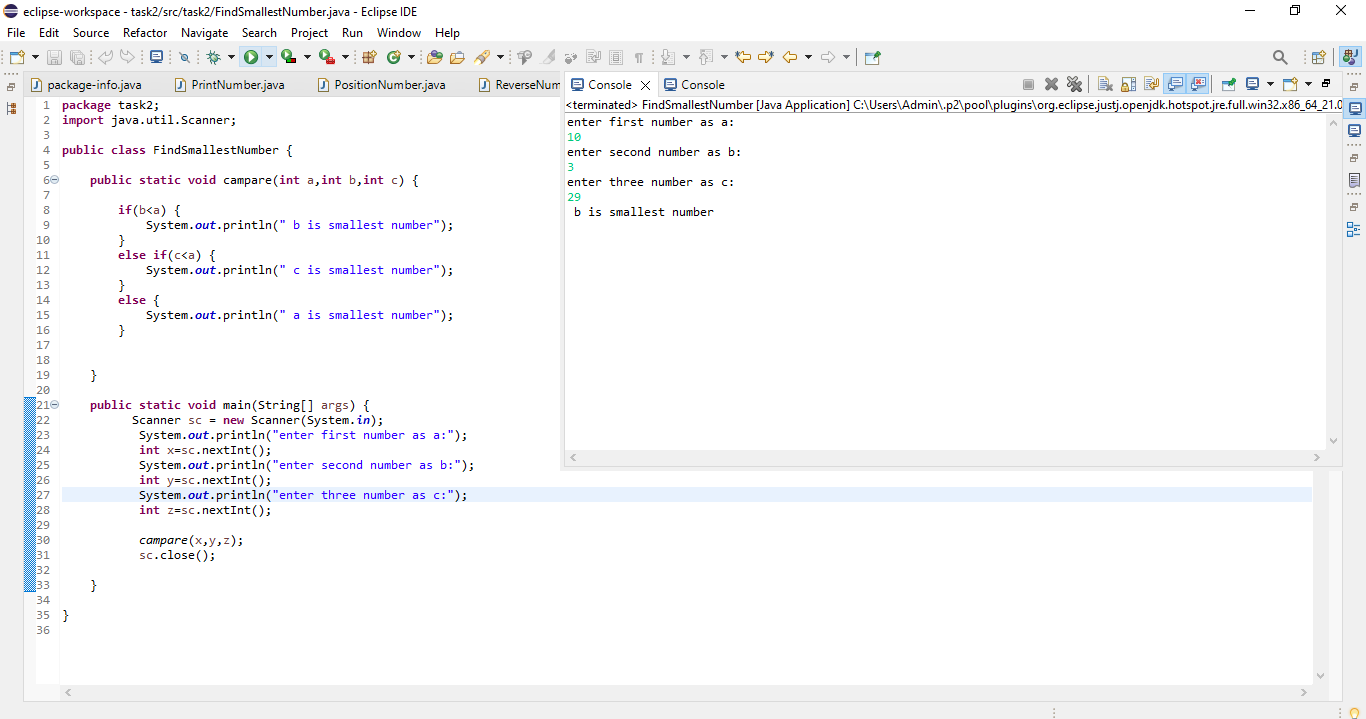 eclipse-workspace - task2/src/task2/FindSmallestNumber.java - Eclipse IDE
File Edit Source Refactor Navigate Search Project Run Window Help
package-info.java PrintNumber.java PositionNumber.java ReverseNum
1 package task2;
2 import java.util.Scanner;
3
4 public class FindSmallestNumber {
5
6 public static void campare(int a,int b,int c) {
7
8 if(b<a) {
9 System.out.println(" b is smallest number");
10 }
11 else if(c<a) {
12 System.out.println(" c is smallest number");
13 }
14 else {
15 System.out.println(" a is smallest number");
16 }
17
18
19 }
20
21 public static void main(String[] args) {
22 Scanner sc = new Scanner(System.in);
23 System.out.println("enter first number as a:");
24 int x=sc.nextInt();
25 System.out.println("enter second number as b:");
26 int y=sc.nextInt();
27 System.out.println("enter three number as c:");
28 int z=sc.nextInt();
29
30 campare(x,y,z);
31 sc.close();
32
33 }
34
35 }
36
Console Console
<terminated> FindSmallestNumber [Java Application] C:\Users\Admin\.p2\pool\plugins\org.eclipse.justj.openjdk.hotspot.jre.full.win32.x86_64_21.0
enter first number as a:
10
enter second number as b:
3
enter three number as c:
29
b is smallest number